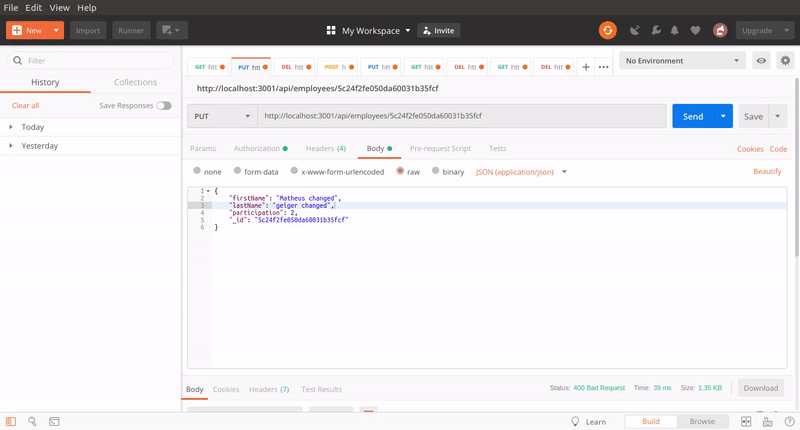 File Edit View Help
New Import Runner My Workspace Invite Upgrade
Filter
History Collections
Clear all Save Responses
Today
Yesterday
GET htt PUT htt DEL htt POST h PUT htt GET htt DEL htt GET htt DEL htt
No Environment
http://localhost:3001/api/employees/5c24f2fe050da60031b35fcf
PUT http://localhost:3001/api/employees/5c24f2fe050da60031b35fcf Send Save
Params Authorization Headers (4) Body Pre-request Script Tests Cookies Code
none form-data x-www-form-urlencoded raw binary JSON (application/json) Beautify
1 {
2 "firstName": "Matheus changed",
3 "lastName": "geiger changed",
4 "participation": 2,
5 "_id": "5c24f2fe050da60031b35fcf"
6 }
Body Cookies Headers (7) Test Results Status: 400 Bad Request Time: 39 ms Size: 1.35 KB Download
Learn Build Browse